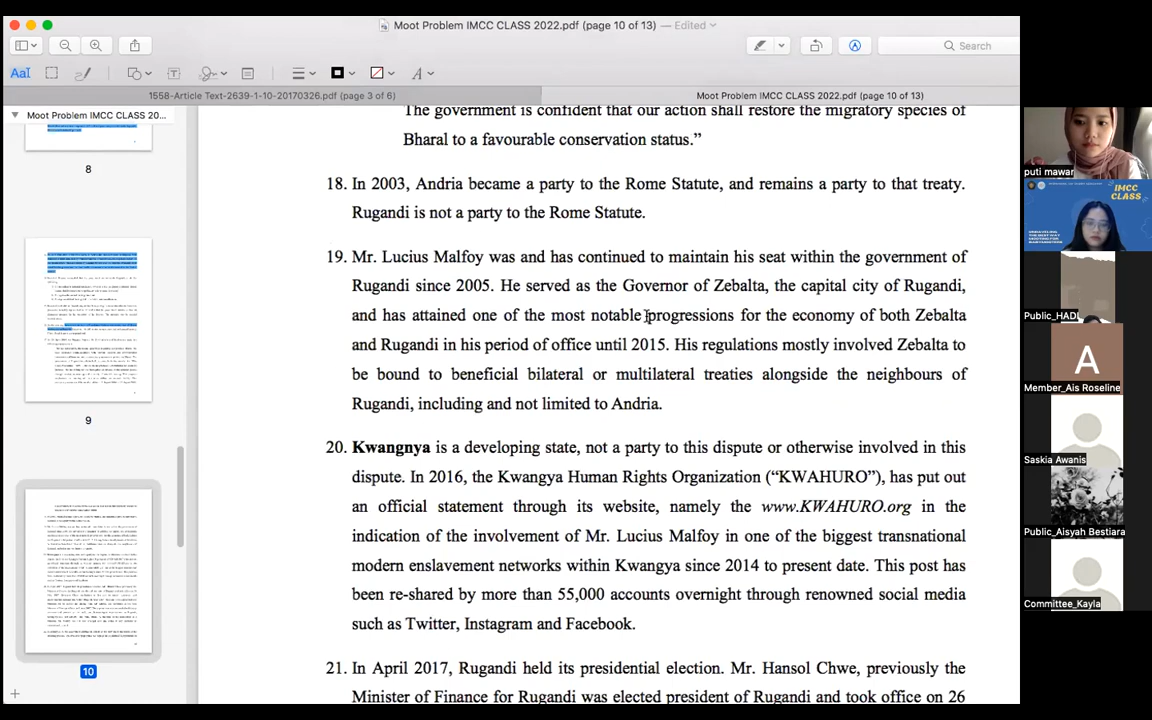 Moot Problem IMCC CLASS 2022.pdf (page 10 of 13) — Edited
Search
AaI
T
A
1558-Article Text-2639-1-10-20170326.pdf (page 3 of 6)
Moot Problem IMCC CLASS 2022.pdf (page 10 of 13)
Moot Problem IMCC CLASS 20...
8
9
10
The government is confident that our action shall restore the migratory species of
Bharal to a favourable conservation status.”
18. In 2003, Andria became a party to the Rome Statute, and remains a party to that treaty.
Rugandi is not a party to the Rome Statute.
19. Mr. Lucius Malfoy was and has continued to maintain his seat within the government of
Rugandi since 2005. He served as the Governor of Zebalta, the capital city of Rugandi,
and has attained one of the most notable progressions for the economy of both Zebalta
and Rugandi in his period of office until 2015. His regulations mostly involved Zebalta to
be bound to beneficial bilateral or multilateral treaties alongside the neighbours of
Rugandi, including and not limited to Andria.
20. Kwangnya is a developing state, not a party to this dispute or otherwise involved in this
dispute. In 2016, the Kwangya Human Rights Organization (“KWAHURO”), has put out
an official statement through its website, namely the www.KWAHURO.org in the
indication of the involvement of Mr. Lucius Malfoy in one of the biggest transnational
modern enslavement networks within Kwangya since 2014 to present date. This post has
been re-shared by more than 55,000 accounts overnight through renowned social media
such as Twitter, Instagram and Facebook.
21. In April 2017, Rugandi held its presidential election. Mr. Hansol Chwe, previously the
Minister of Finance for Rugandi was elected president of Rugandi and took office on 26
puti mawar
IMCC
CLASS
Public_HADI
A
Member_Ais Roseline
Saskia Awanis
Public_Aisyah Bestiara
Committee_Kayla